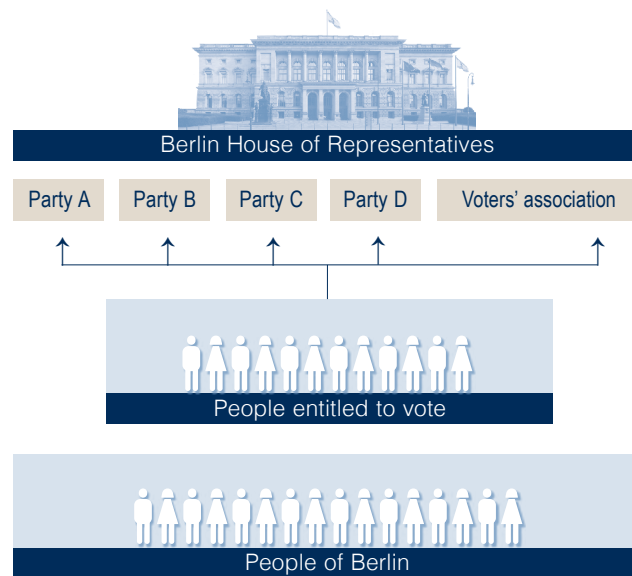 Berlin House of Representatives
Party A Party B Party C Party D Voters’ association
People entitled to vote
People of Berlin